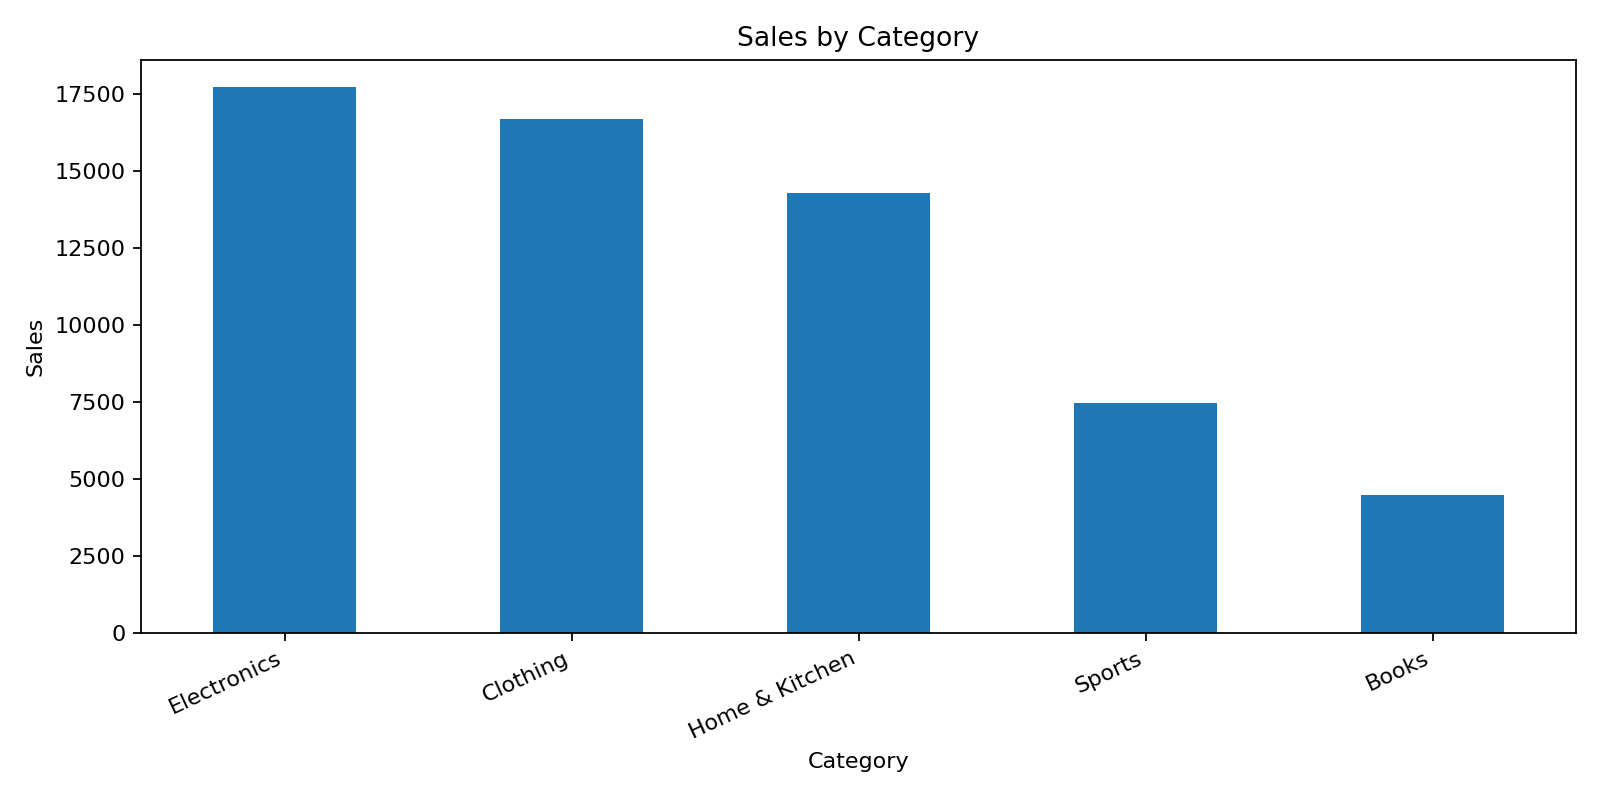 Sales by Category
Sales
17500
15000
12500
10000
7500
5000
2500
0
Electronics
Clothing
Home & Kitchen
Sports
Books
Category